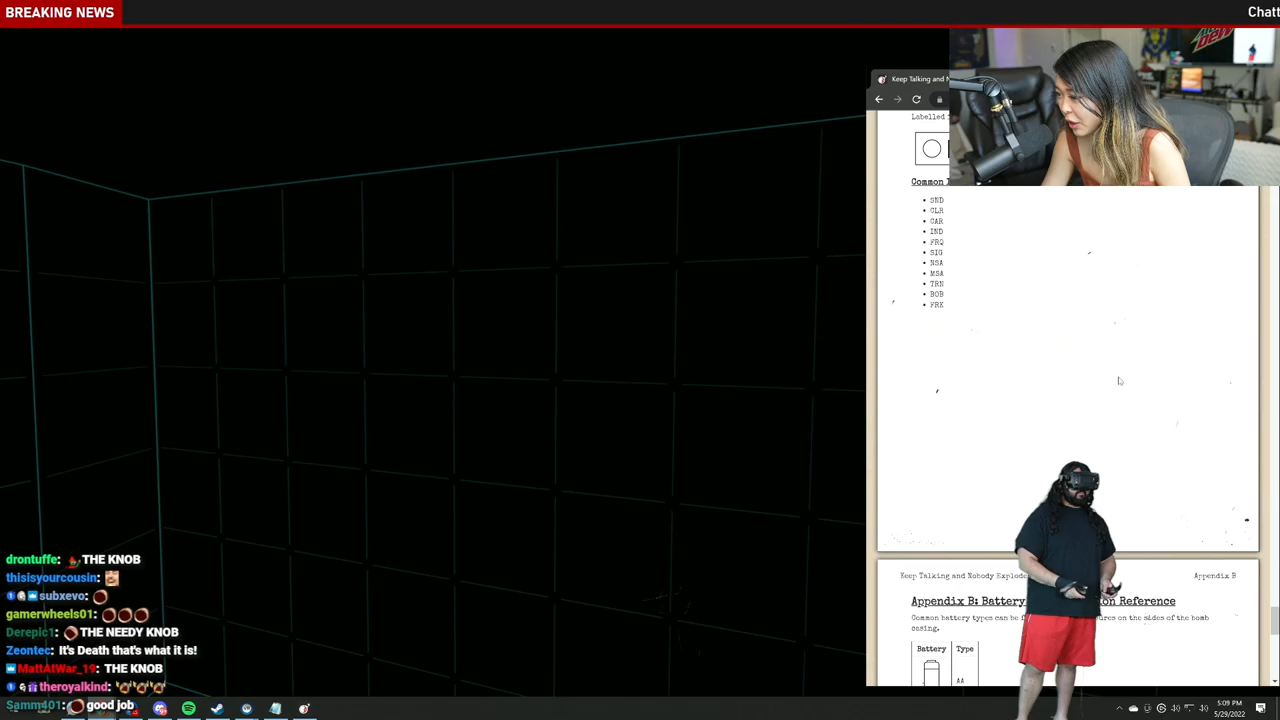 BREAKING NEWS
Chatt
Keep Talking and N
Labelled
Common
• SND
• CLR
• CAR
• IND
• FRQ
• SIG
• NSA
• MSA
• TRN
• BOB
• FRK
Keep Talking and Nobody Explode
Appendix B
Appendix B: Battery Reference
Common battery types can be ures on the sides of the bomb
casing.
Battery Type
AA
drontuffe: THE KNOB
thisisyourcousin:
subxevo:
gamerwheels01:
Derepic1: THE NEEDY KNOB
Zeontec: It's Death that's what it is!
MattAtWar_19: THE KNOB
theroyalkind:
Samm401: good job
5:09 PM
5/29/2022